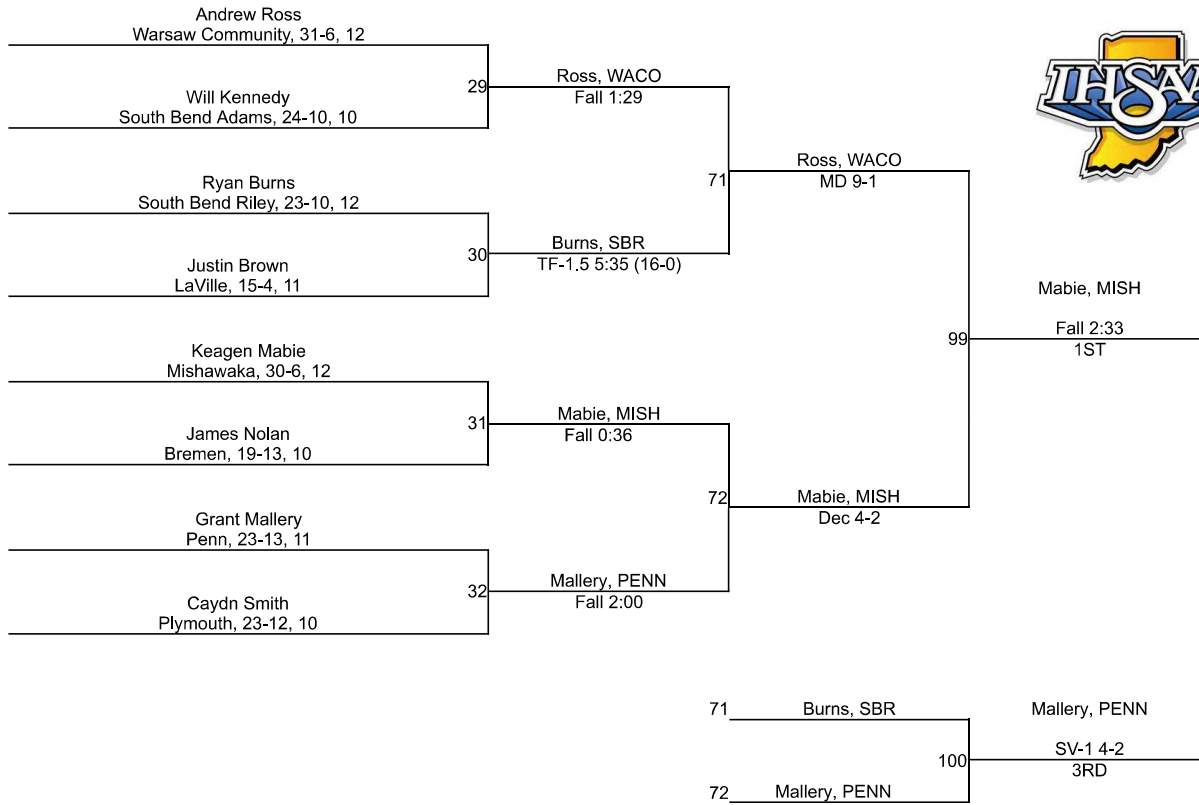 Andrew Ross
Warsaw Community, 31-6, 12
29
Will Kennedy
South Bend Adams, 24-10, 10
Ross, WACO
Fall 1:29
71
Ryan Burns
South Bend Riley, 23-10, 12
30
Justin Brown
LaVille, 15-4, 11
Burns, SBR
TF-1.5 5:35 (16-0)
Ross, WACO
MD 9-1
99
Keagen Mabie
Mishawaka, 30-6, 12
31
James Nolan
Bremen, 19-13, 10
Mabie, MISH
Fall 0:36
72
Grant Mallery
Penn, 23-13, 11
32
Caydn Smith
Plymouth, 23-12, 10
Mallery, PENN
Fall 2:00
Mabie, MISH
Dec 4-2
Mabie, MISH
Fall 2:33
1ST
IHSAA
71
Burns, SBR
100
72
Mallery, PENN
Mallery, PENN
SV-1 4-2
3RD